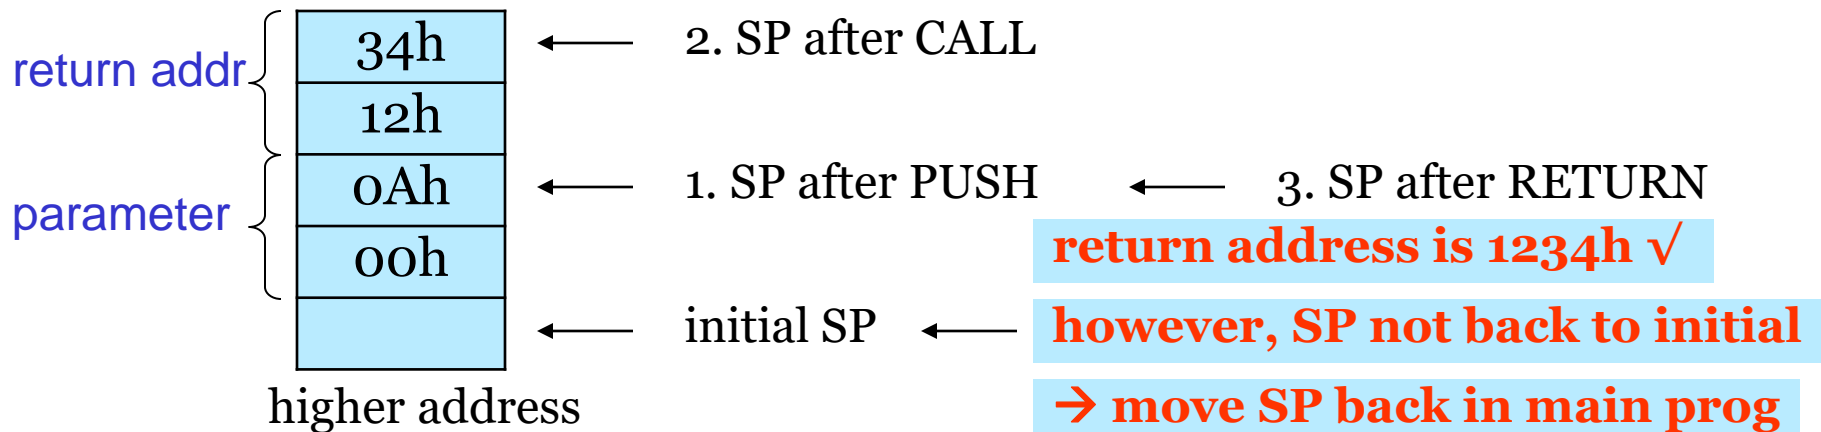 34h
2. SP after CALL
return addr
12h
0Ah
1. SP after PUSH
3. SP after RETURN
parameter
00h
return address is 1234h √
initial SP
however, SP not back to initial
higher address
→ move SP back in main prog